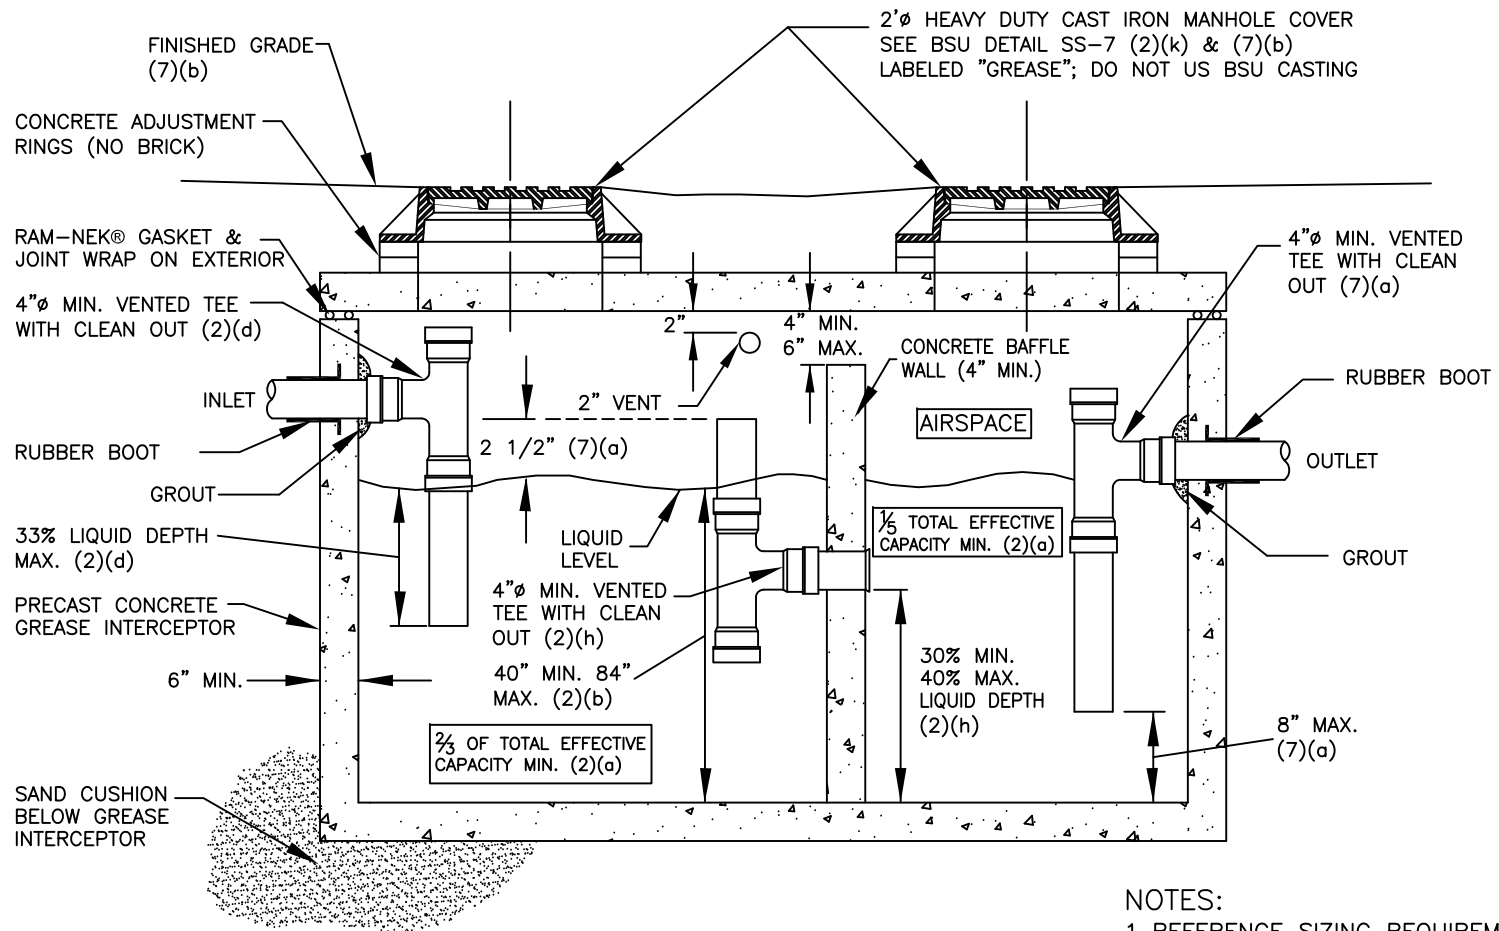 2'ø HEAVY DUTY CAST IRON MANHOLE COVER
SEE BSU DETAIL SS-7 (2)(k) & (7)(b)
LABELED "GREASE"; DO NOT US BSU CASTING
FINISHED GRADE
(7)(b)
CONCRETE ADJUSTMENT
RINGS (NO BRICK)
RAM-NEK® GASKET &
JOINT WRAP ON EXTERIOR
4"ø MIN. VENTED TEE
WITH CLEAN OUT (2)(d)
INLET
RUBBER BOOT
GROUT
33% LIQUID DEPTH
MAX. (2)(d)
PRECAST CONCRETE
GREASE INTERCEPTOR
6" MIN.
SAND CUSHION
BELOW GREASE
INTERCEPTOR
2"
2" VENT
2 1/2" (7)(a)
LIQUID
LEVEL
4"ø MIN. VENTED
TEE WITH CLEAN
OUT (2)(h)
40" MIN. 84"
MAX. (2)(b)
2/3 OF TOTAL EFFECTIVE
CAPACITY MIN. (2)(a)
4" MIN.
6" MAX.
CONCRETE BAFFLE
WALL (4" MIN.)
AIRSPACE
1/5 TOTAL EFFECTIVE
CAPACITY MIN. (2)(a)
30% MIN.
40% MAX.
LIQUID DEPTH
(2)(h)
4"ø MIN. VENTED
TEE WITH CLEAN
OUT (7)(a)
RUBBER BOOT
OUTLET
GROUT
8" MAX.
(7)(a)
NOTES:
1 REFERENCE SIZING REQUIREM